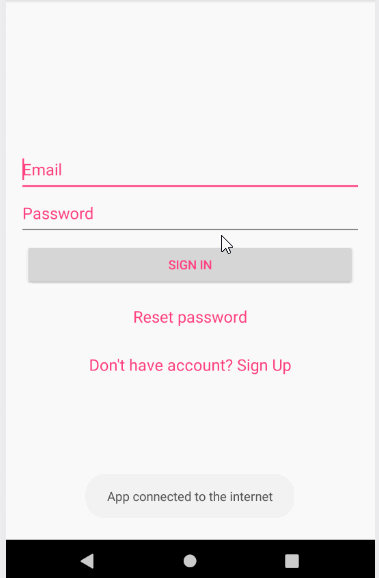 Email
Password
SIGN IN
Reset password
Don't have account? Sign Up
App connected to the internet